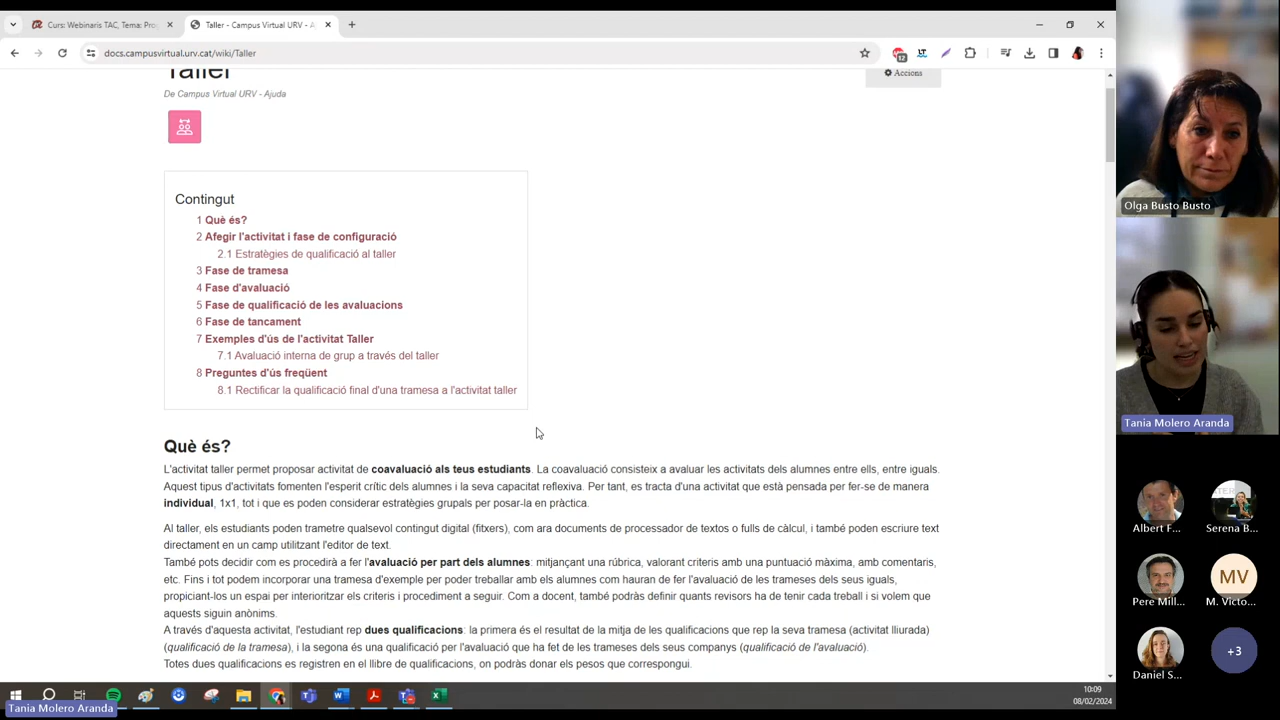 Curs: Webinaris TAC, Tema: Pro
Taller - Campus Virtual URV - A
docs.campusvirtual.urv.cat/wiki/Taller
12
Taller
Accions
De Campus Virtual URV - Ajuda
Contingut
1 Què és?
2 Afegir l'activitat i fase de configuració
2.1 Estratègies de qualificació al taller
3 Fase de tramesa
4 Fase d'avaluació
5 Fase de qualificació de les avaluacions
6 Fase de tancament
7 Exemples d'ús de l'activitat Taller
7.1 Avaluació interna de grup a través del taller
8 Preguntes d'ús freqüent
8.1 Rectificar la qualificació final d'una tramesa a l'activitat taller
Què és?
L'activitat taller permet proposar activitat de coavaluació als teus estudiants. La coavaluació consisteix a avaluar les activitats dels alumnes entre ells, entre iguals.
Aquest tipus d'activitats fomenten l'esperit crític dels alumnes i la seva capacitat reflexiva. Per tant, es tracta d'una activitat que està pensada per fer-se de manera
individual, 1x1, tot i que es poden considerar estratègies grupals per posar-la en pràctica.
Al taller, els estudiants poden trametre qualsevol contingut digital (fitxers), com ara documents de processador de textos o fulls de càlcul, i també poden escriure text
directament en un camp utilitzant l'editor de text.
També pots decidir com es procedirà a fer l'avaluació per part dels alumnes: mitjançant una rúbrica, valorant criteris amb una puntuació màxima, amb comentaris,
etc. Fins i tot podem incorporar una tramesa d'exemple per poder treballar amb els alumnes com hauran de fer l'avaluació de les trameses dels seus iguals,
propiciant-los un espai per interioritzar els criteris i procediment a seguir. Com a docent, també podràs definir quants revisors ha de tenir cada treball i si volem que
aquests siguin anònims.
A través d'aquesta activitat, l'estudiant rep dues qualificacions: la primera és el resultat de la mitja de les qualificacions que rep la seva tramesa (activitat lliurada)
(qualificació de la tramesa), i la segona és una qualificació per l'avaluació que ha fet de les trameses dels seus companys (qualificació de l'avaluació).
Totes dues qualificacions es registren en el llibre de qualificacions, on podràs donar els pesos que correspongui.
10:09
08/02/2024
Tania Molero Aranda
Olga Busto Busto
Tania Molero Aranda
Albert F...
Serena B...
Pere Mill...
MV
M. Victo...
Daniel S...
+3